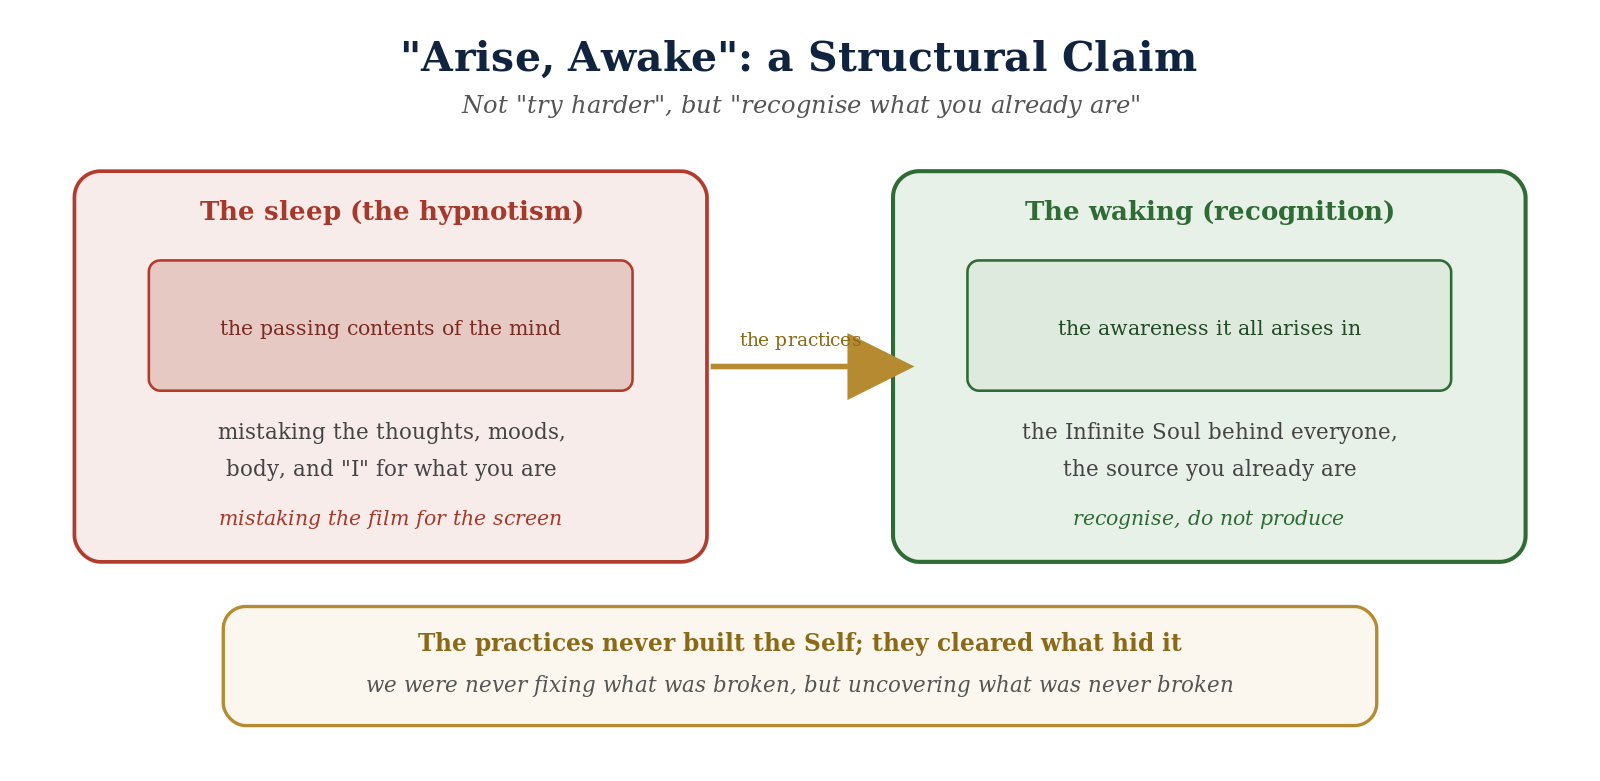 "Arise, Awake": a Structural Claim
Not "try harder", but "recognise what you already are"
The sleep (the hypnotism)
the passing contents of the mind
mistaking the thoughts, moods,
body, and "I" for what you are
mistaking the film for the screen
the practices
The waking (recognition)
the awareness it all arises in
the Infinite Soul behind everyone,
the source you already are
recognise, do not produce
The practices never built the Self; they cleared what hid it
we were never fixing what was broken, but uncovering what was never broken